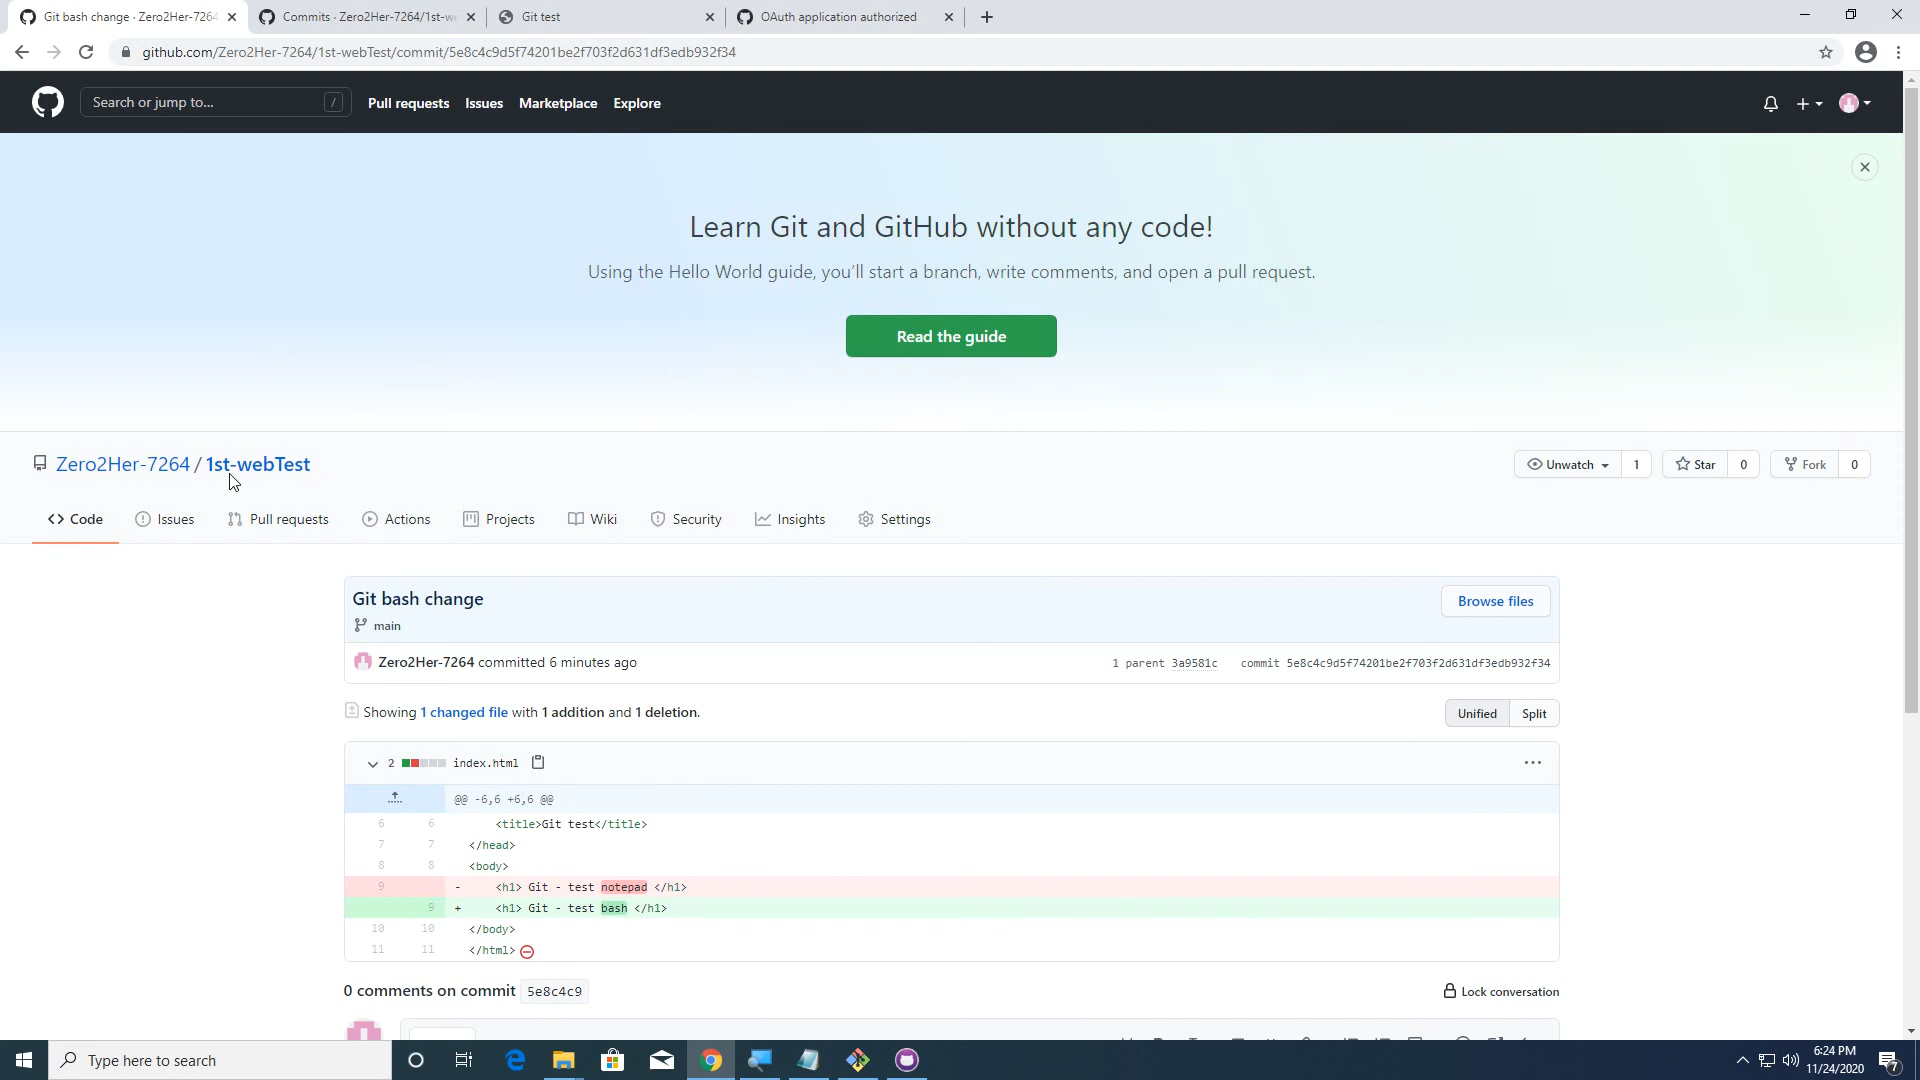 Git bash change · Zero2Her-7264
Commits · Zero2Her-7264/1st-we
Git test
OAuth application authorized
github.com/Zero2Her-7264/1st-webTest/commit/5e8c4c9d5f74201be2f703f2d631df3edb932f34
Search or jump to... /
Pull requests Issues Marketplace Explore
Learn Git and GitHub without any code!
Using the Hello World guide, you'll start a branch, write comments, and open a pull request.
Read the guide
Zero2Her-7264 / 1st-webTest
Unwatch 1 Star 0 Fork 0
Code Issues Pull requests Actions Projects Wiki Security Insights Settings
Git bash change
Browse files
main
Zero2Her-7264 committed 6 minutes ago
1 parent 3a9581c commit 5e8c4c9d5f74201be2f703f2d631df3edb932f34
Showing 1 changed file with 1 addition and 1 deletion.
Unified Split
2 index.html
@@ -6,6 +6,6 @@
6 6 <title>Git test</title>
7 7 </head>
8 8 <body>
9 - <h1> Git - test notepad </h1>
9 + <h1> Git - test bash </h1>
10 10 </body>
11 11 </html>
0 comments on commit 5e8c4c9
Lock conversation
Type here to search
6:24 PM
11/24/2020
7